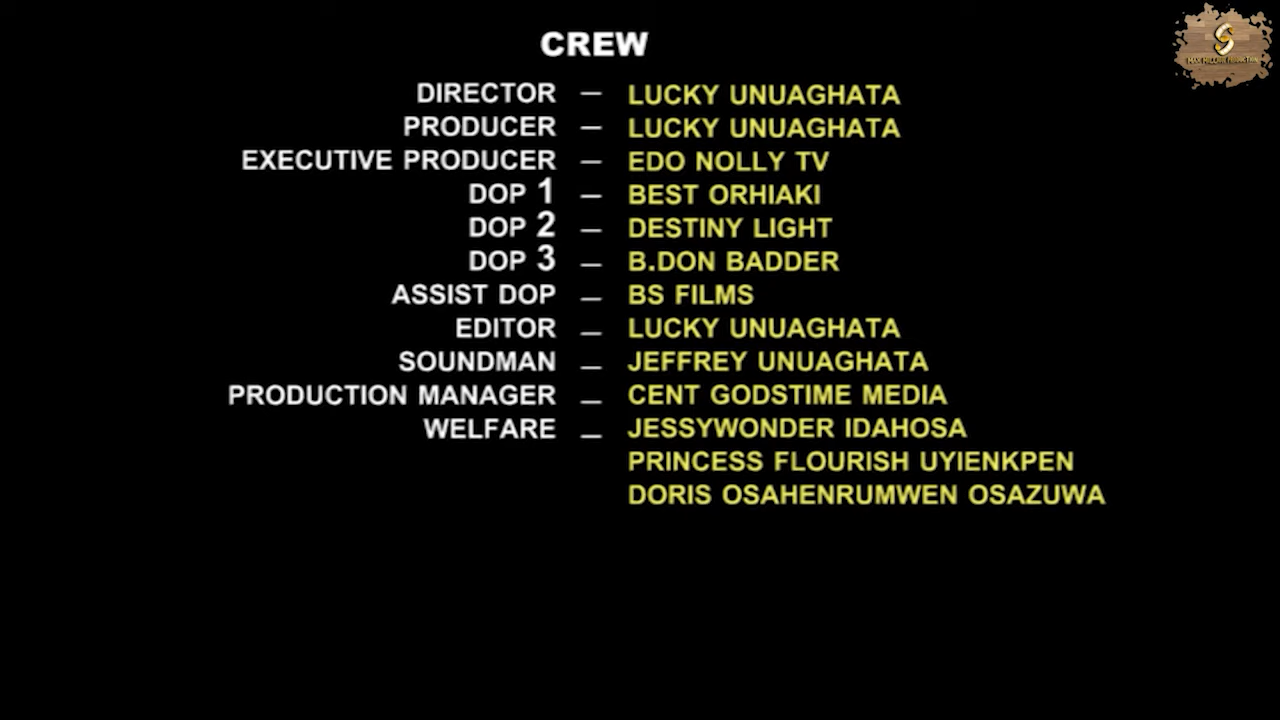 CREW
DIRECTOR – LUCKY UNUAGHATA
PRODUCER – LUCKY UNUAGHATA
EXECUTIVE PRODUCER – EDO NOLLY TV
DOP 1 – BEST ORHIAKI
DOP 2 – DESTINY LIGHT
DOP 3 – B.DON BADDER
ASSIST DOP – BS FILMS
EDITOR – LUCKY UNUAGHATA
SOUNDMAN – JEFFREY UNUAGHATA
PRODUCTION MANAGER – CENT GODSTIME MEDIA
WELFARE – JESSYWONDER IDAHOSA
PRINCESS FLOURISH UYIENKPEN
DORIS OSAHENRUMWEN OSAZUWA